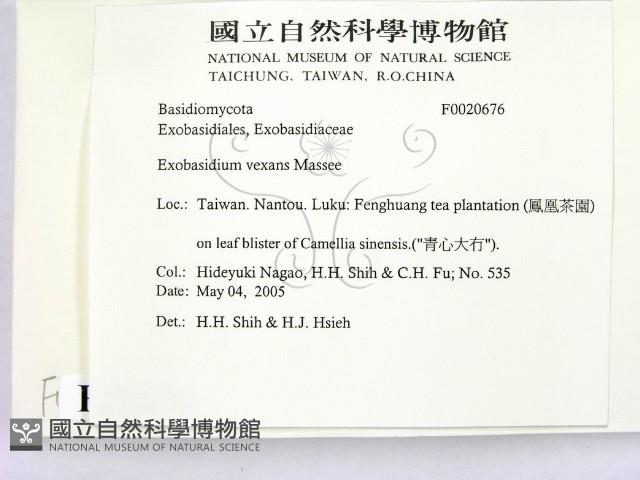 國立自然科學博物館
NATIONAL MUSEUM OF NATURAL SCIENCE
TAICHUNG, TAIWAN, R.O.CHINA
Basidiomycota F0020676
Exobasidiales, Exobasidiaceae
Exobasidium vexans Massee
Loc.: Taiwan. Nantou. Luku: Fenghuang tea plantation (鳳凰茶園)
on leaf blister of Camellia sinensis.("青心大冇").
Col.: Hideyuki Nagao, H.H. Shih & C.H. Fu; No. 535
Date: May 04, 2005
Det.: H.H. Shih & H.J. Hsieh
國立自然科學博物館
NATIONAL MUSEUM OF NATURAL SCIENCE